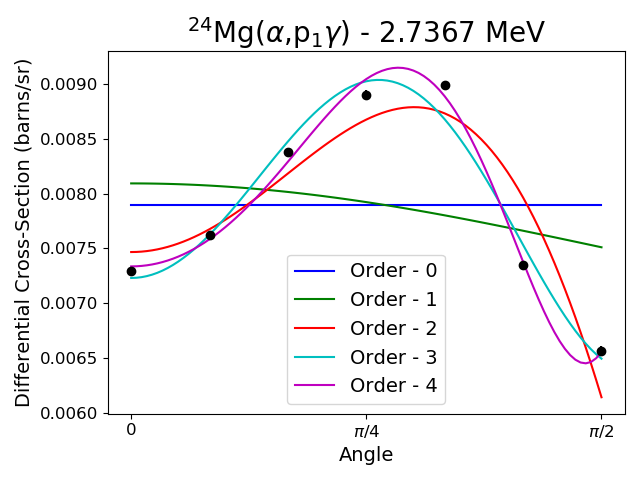 ²⁴Mg(α,p₁γ) - 2.7367 MeV
Differential Cross-Section (barns/sr)
0.0090
0.0085
0.0080
0.0075
0.0070
0.0065
0.0060
Order - 0
Order - 1
Order - 2
Order - 3
Order - 4
0 π/4 π/2
Angle